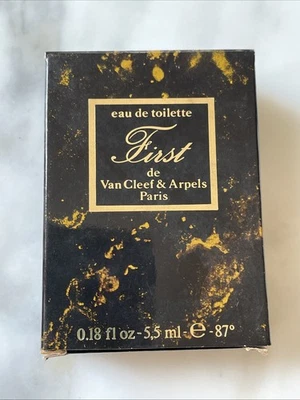 eau de toilette
First
de
Van Cleef & Arpels
Paris
0.18 fl oz - 5,5 ml - e - 87°